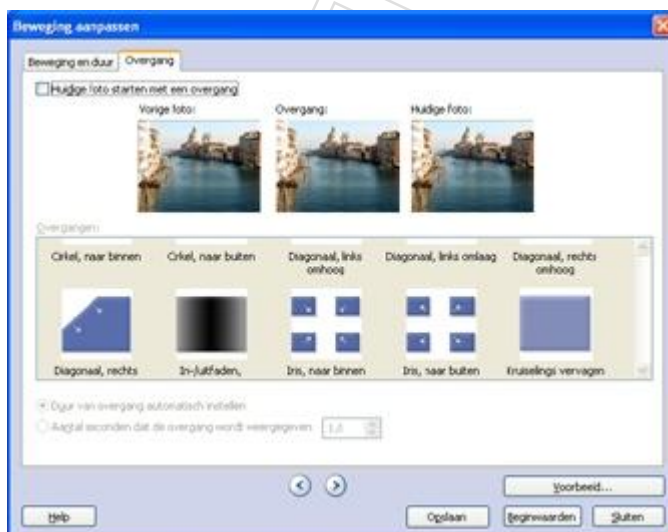 Beweging aanpassen
Beweging en duur Overgang
Huidige foto starten met een overgang
Vorige foto: Overgang: Huidige foto:
Overgangen:
Cirkel, naar binnen Cirkel, naar buiten Diagonaal, links omhoog Diagonaal, links omlaag Diagonaal, rechts omhoog
Diagonaal, rechts In-/uitfaden, Iris, naar binnen Iris, naar buiten Kruiselings vervagen
Duur van overgang automatisch instellen
Aantal seconden dat de overgang wordt weergegeven 1,0
Voorbeeld...
Help Opslaan Beginwaarden Sluiten